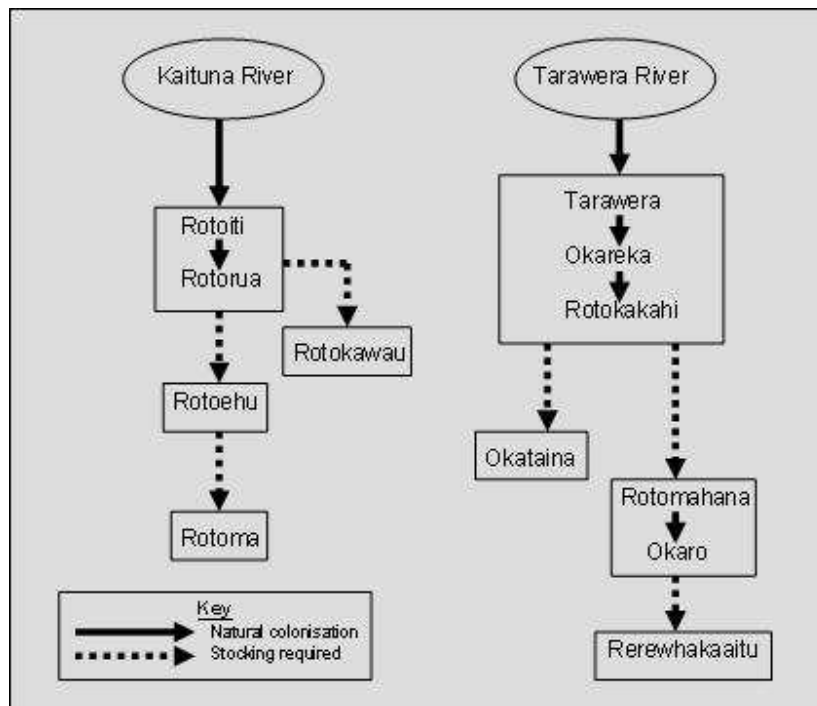 Kaituna River
Rotoiti
Rotorua
Rotokawau
Rotoehu
Rotoma
Tarawera River
Tarawera
Okareka
Rotokakahi
Okataina
Rotomahana
Okaro
Rerewhakaaitu
Key
Natural colonisation
Stocking required